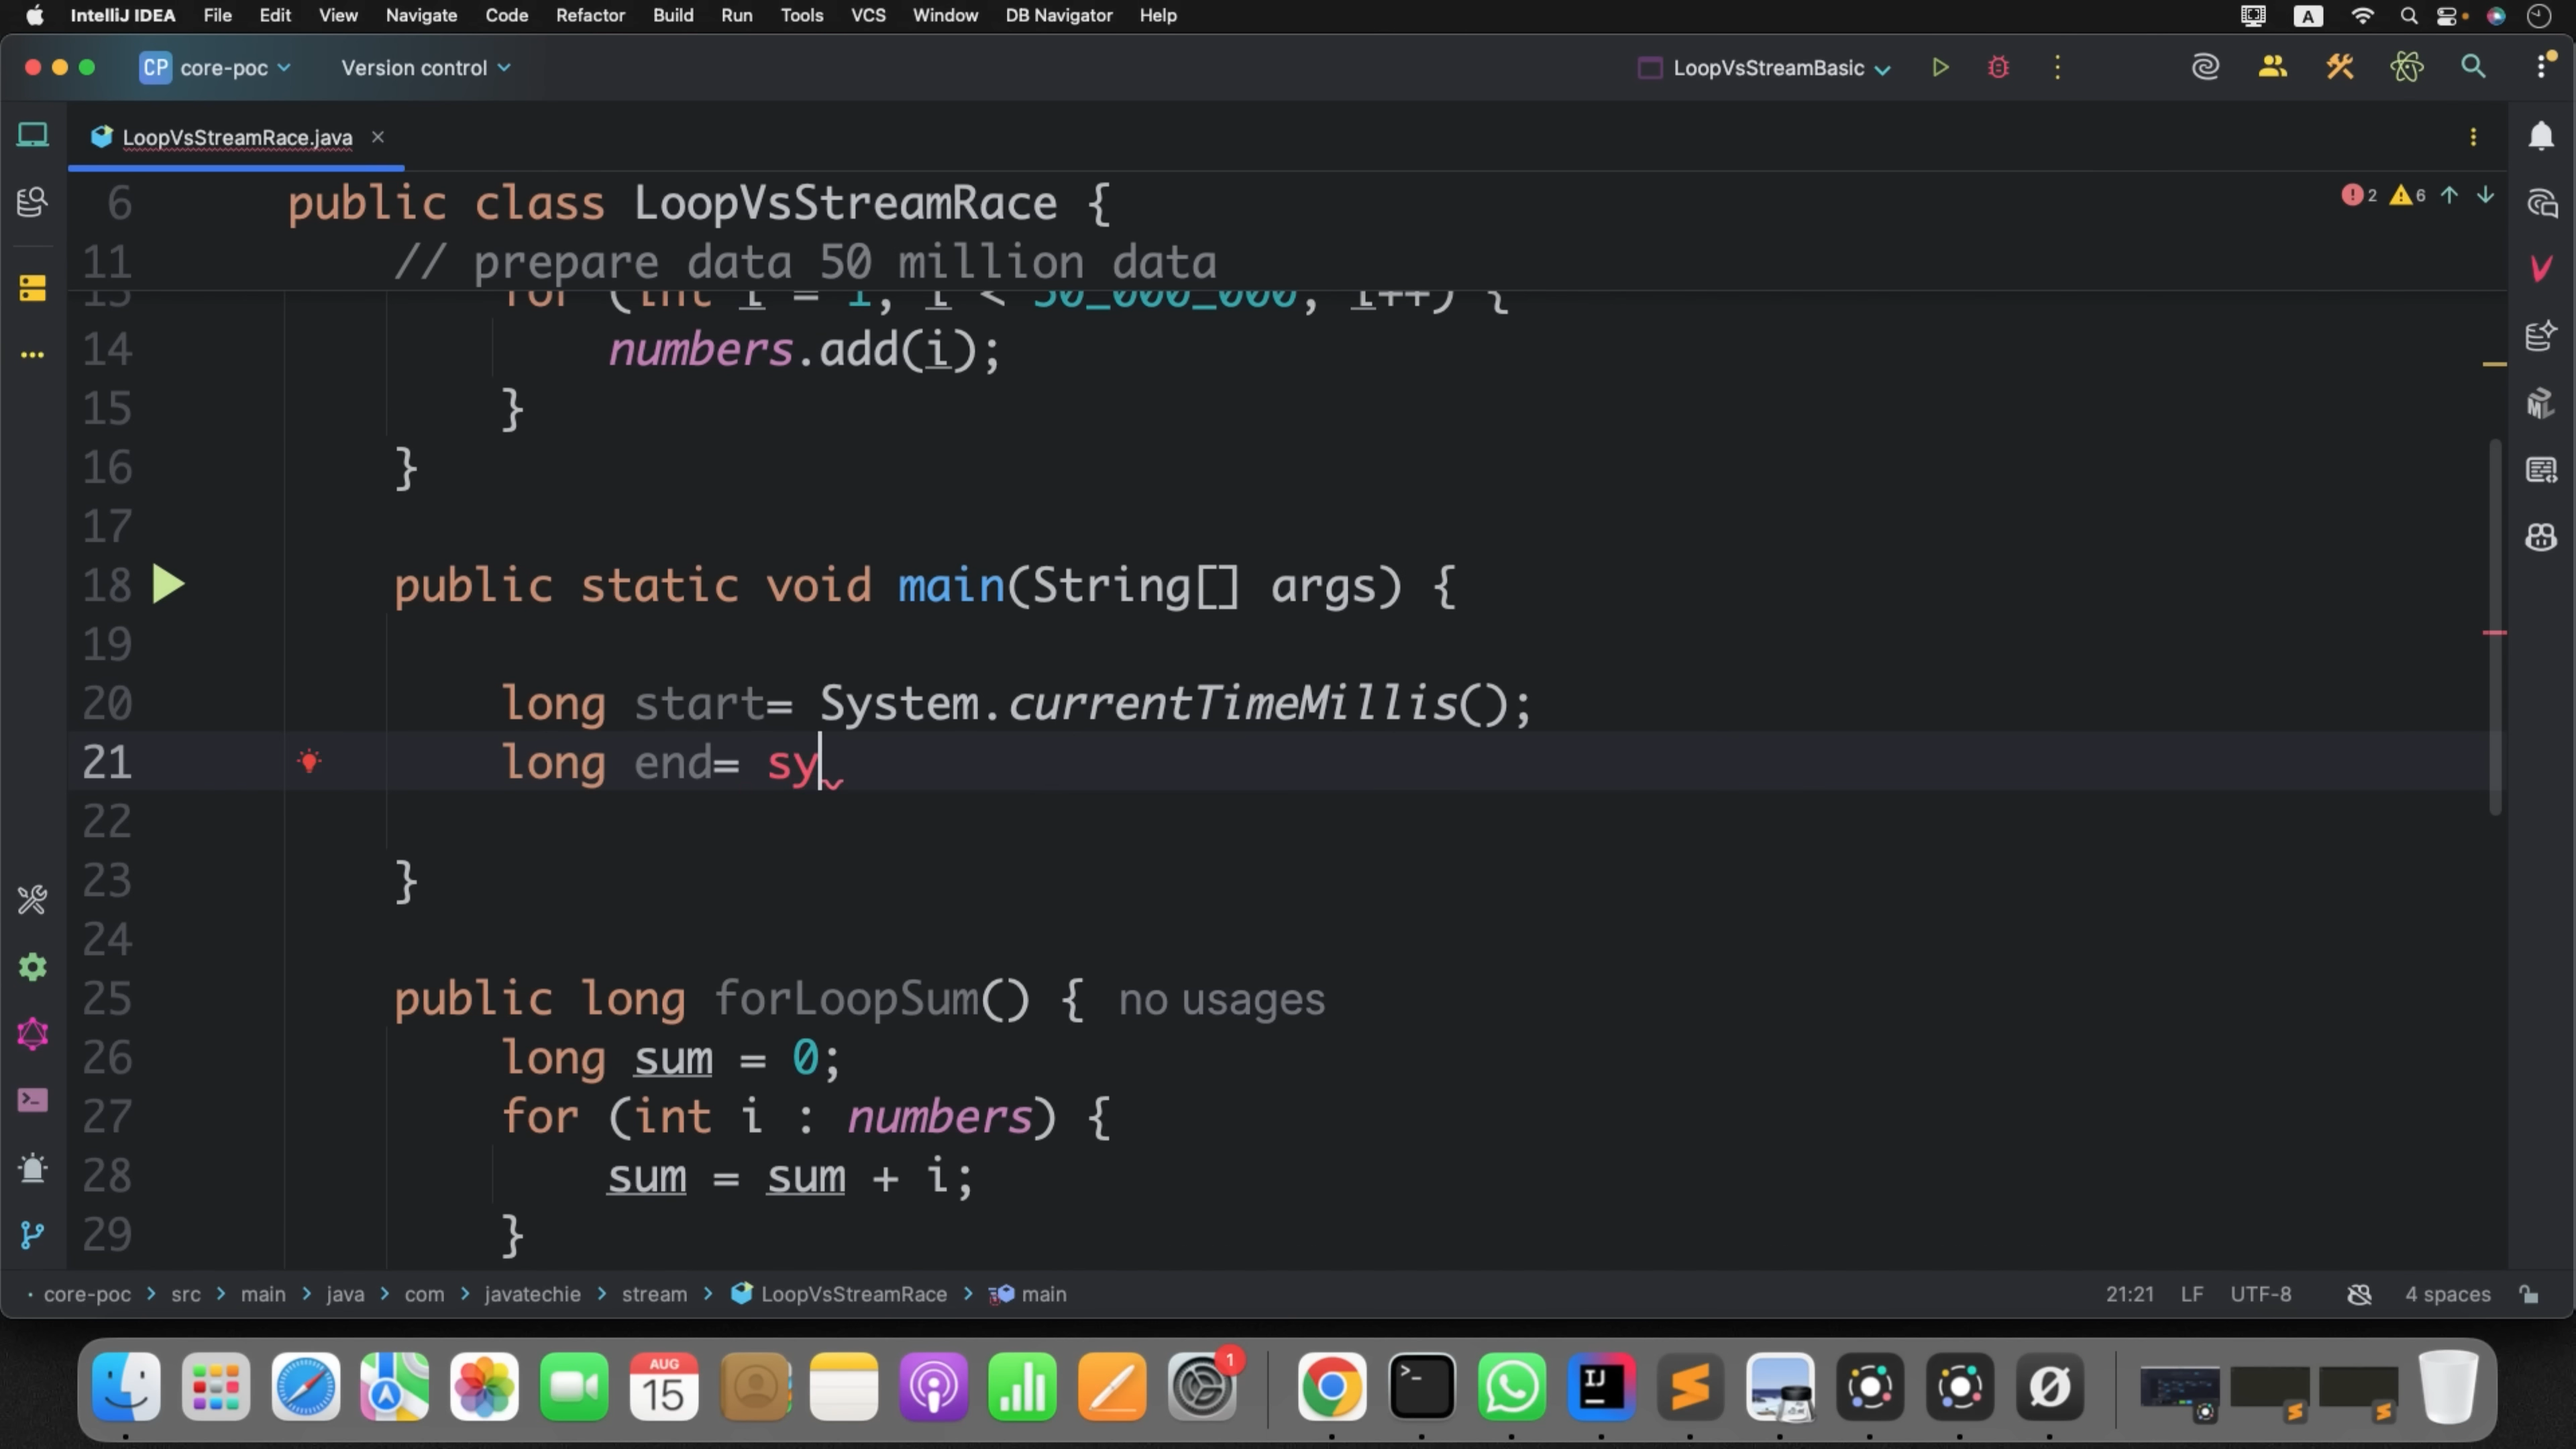 IntelliJ IDEA File Edit View Navigate Code Refactor Build Run Tools VCS Window DB Navigator Help A
CP core-poc Version control LoopVsStreamBasic
LoopVsStreamRace.java
6 public class LoopVsStreamRace { 2 6
11 // prepare data 50 million data
14 numbers.add(i);
15 }
16 }
17
18 public static void main(String[] args) {
19
20 long start= System.currentTimeMillis();
21 long end= sy
22
23 }
24
25 public long forLoopSum() { no usages
26 long sum = 0;
27 for (int i : numbers) {
28 sum = sum + i;
29 }
core-poc > src > main > java > com > javatechie > stream > LoopVsStreamRace > main 21:21 LF UTF-8 4 spaces
AUG
15
1
IJ